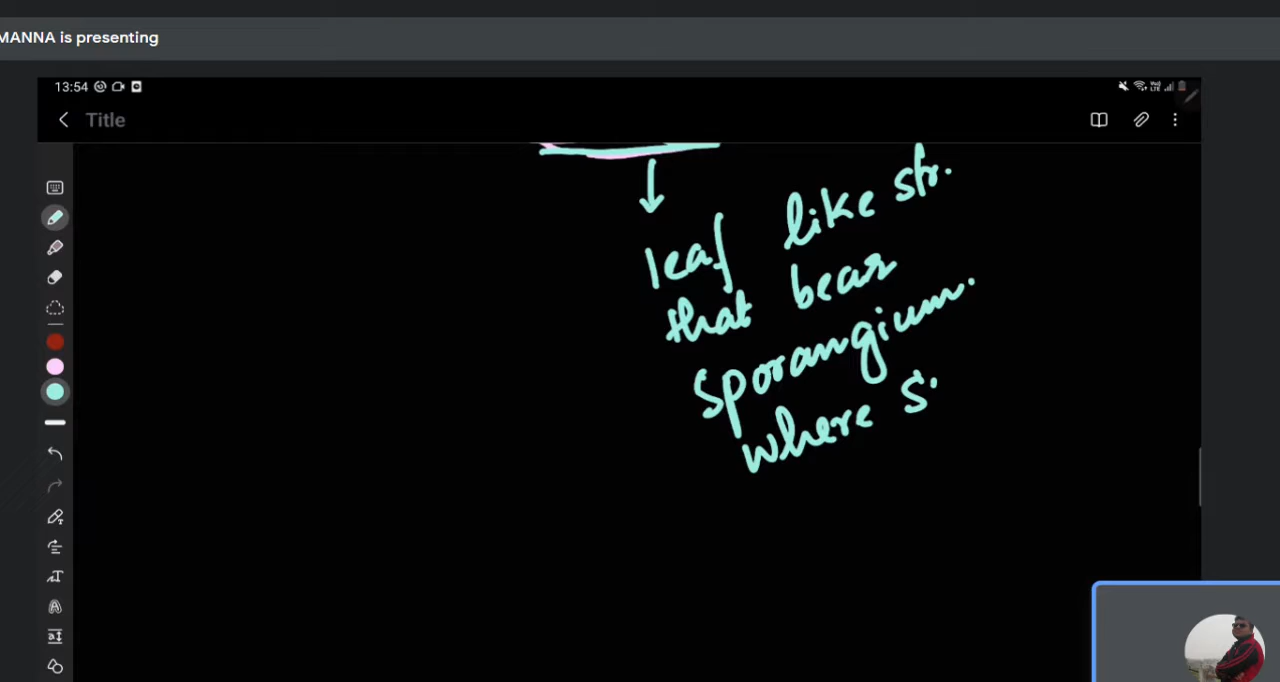 MANNA is presenting
13:54
Title
leaf like str.
that bear
sporangium.
where s